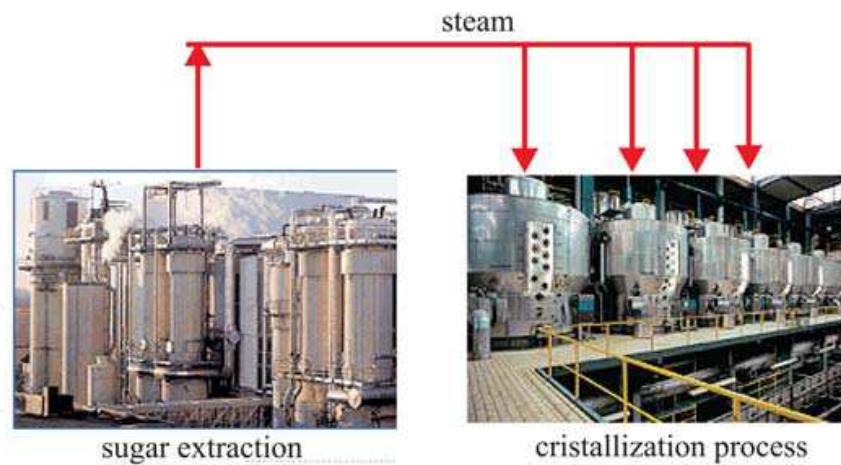 steam
sugar extraction
cristallization process